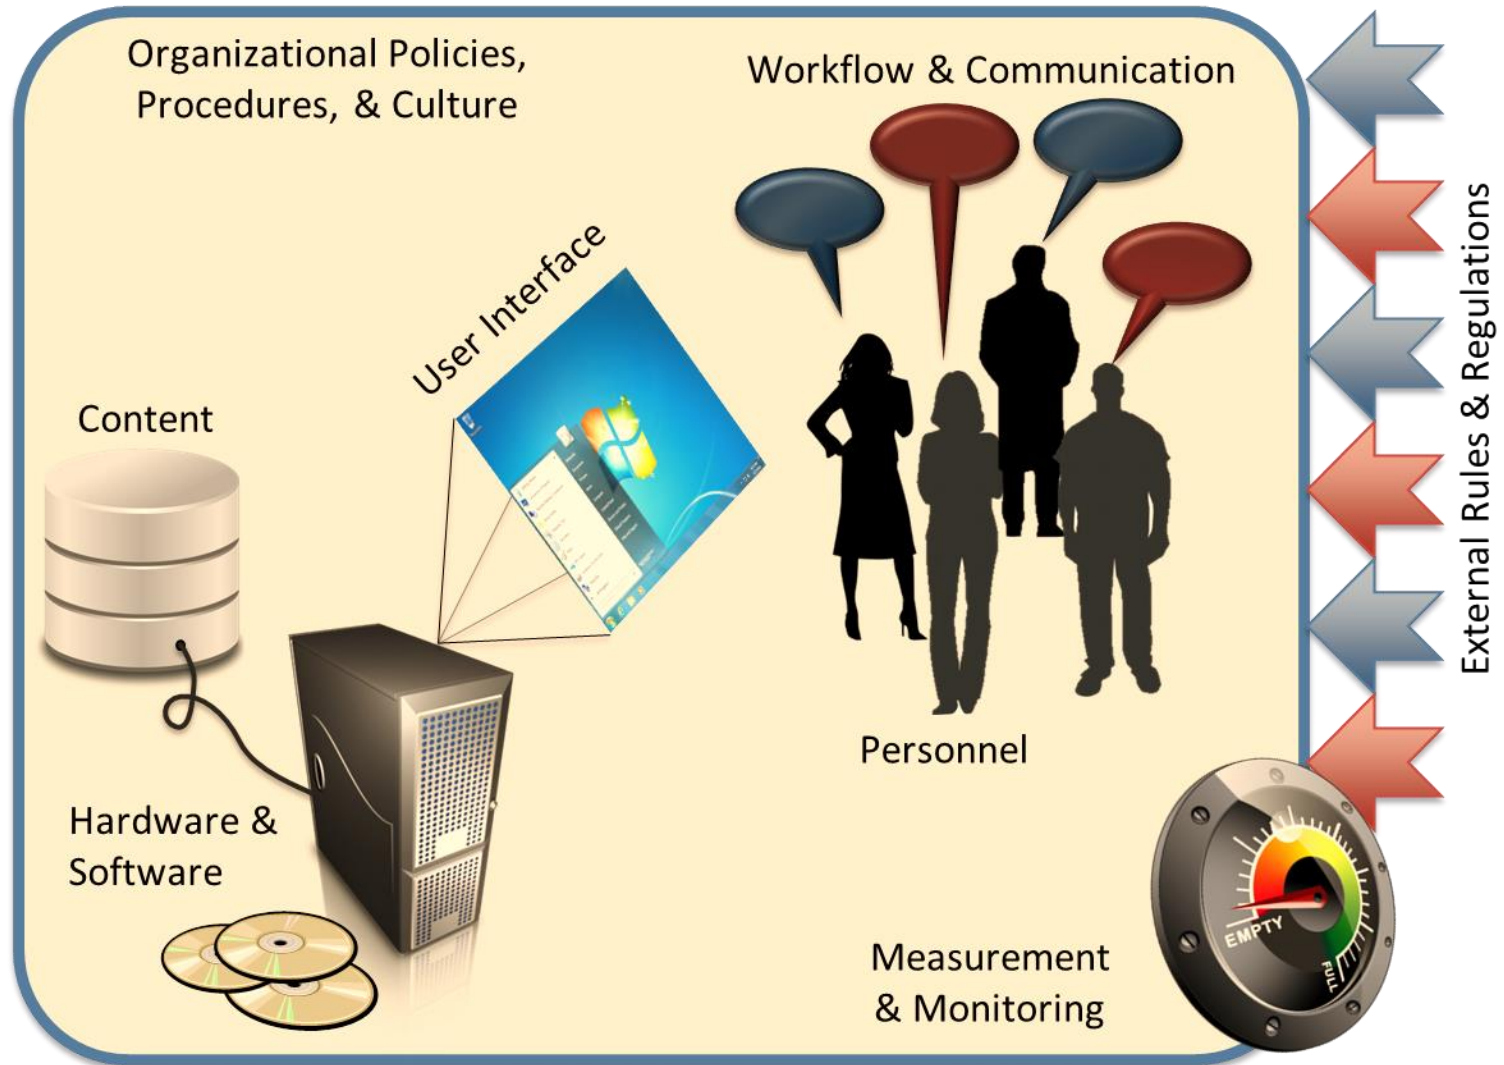 Organizational Policies,
Procedures, & Culture
Workflow & Communication
User Interface
Content
External Rules & Regulations
Personnel
Hardware &
Software
Measurement
& Monitoring
EMPTY
FULL